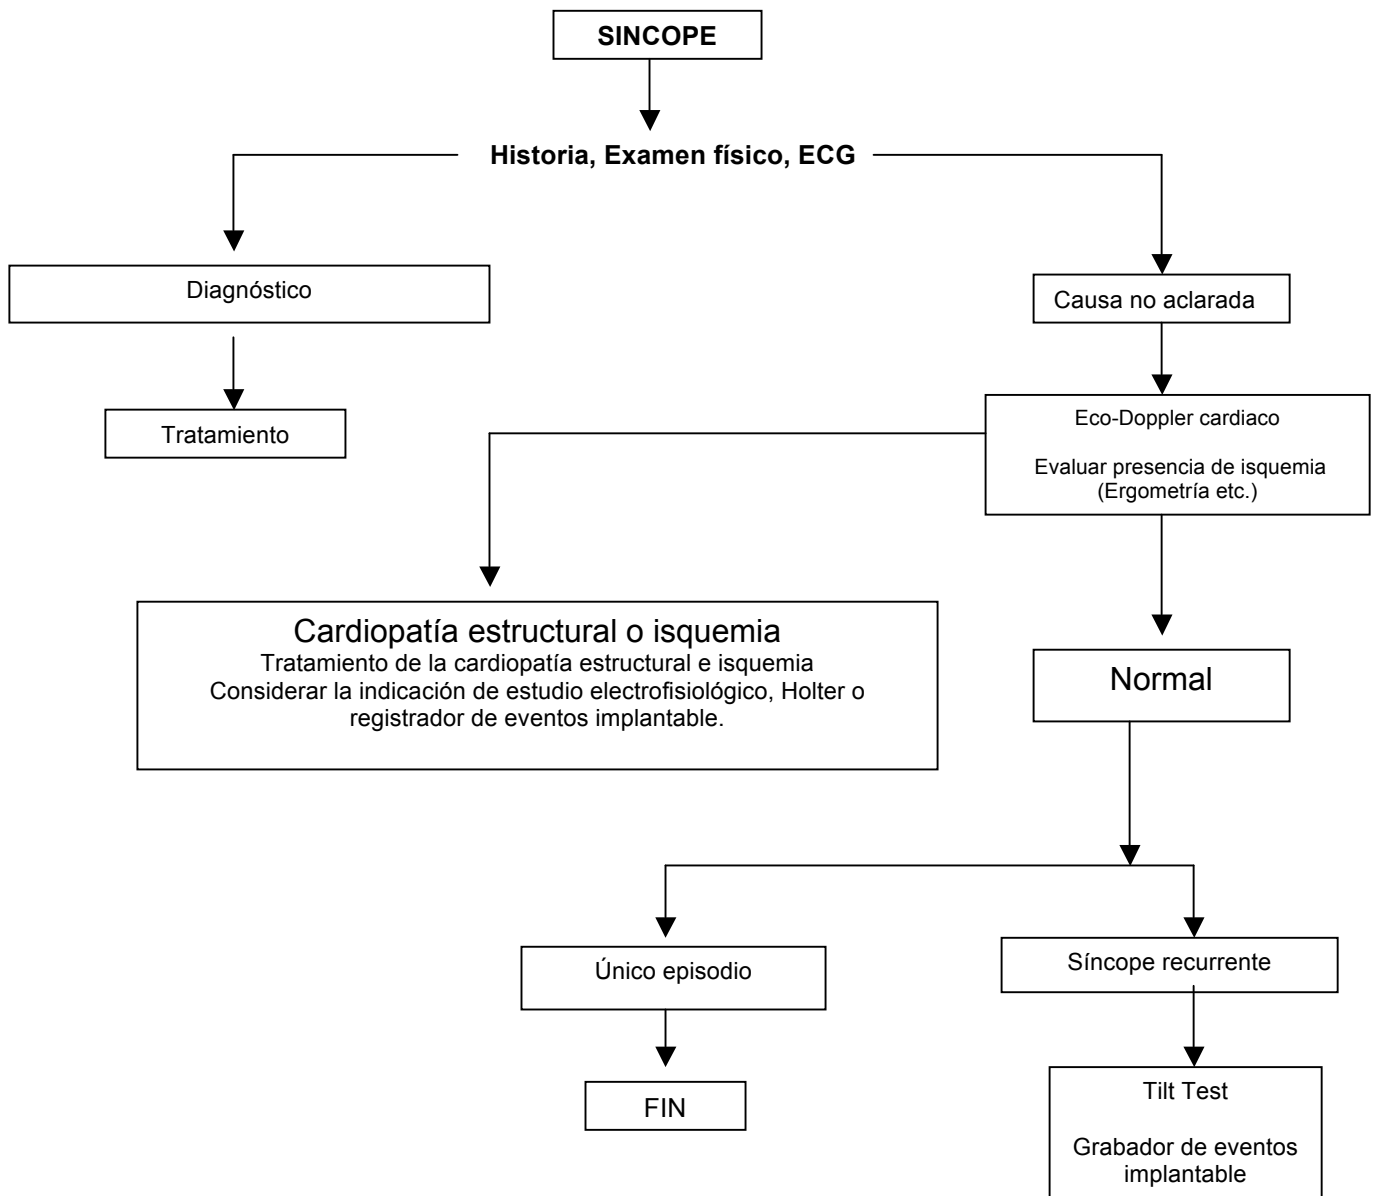 SINCOPE
Historia, Examen físico, ECG
Diagnóstico
Causa no aclarada
Tratamiento
Eco-Doppler cardiaco
Evaluar presencia de isquemia
(Ergometría etc.)
Cardiopatía estructural o isquemia
Tratamiento de la cardiopatía estructural e isquemia
Considerar la indicación de estudio electrofisiológico, Holter o
registrador de eventos implantable.
Normal
Único episodio
Síncope recurrente
FIN
Tilt Test
Grabador de eventos
implantable